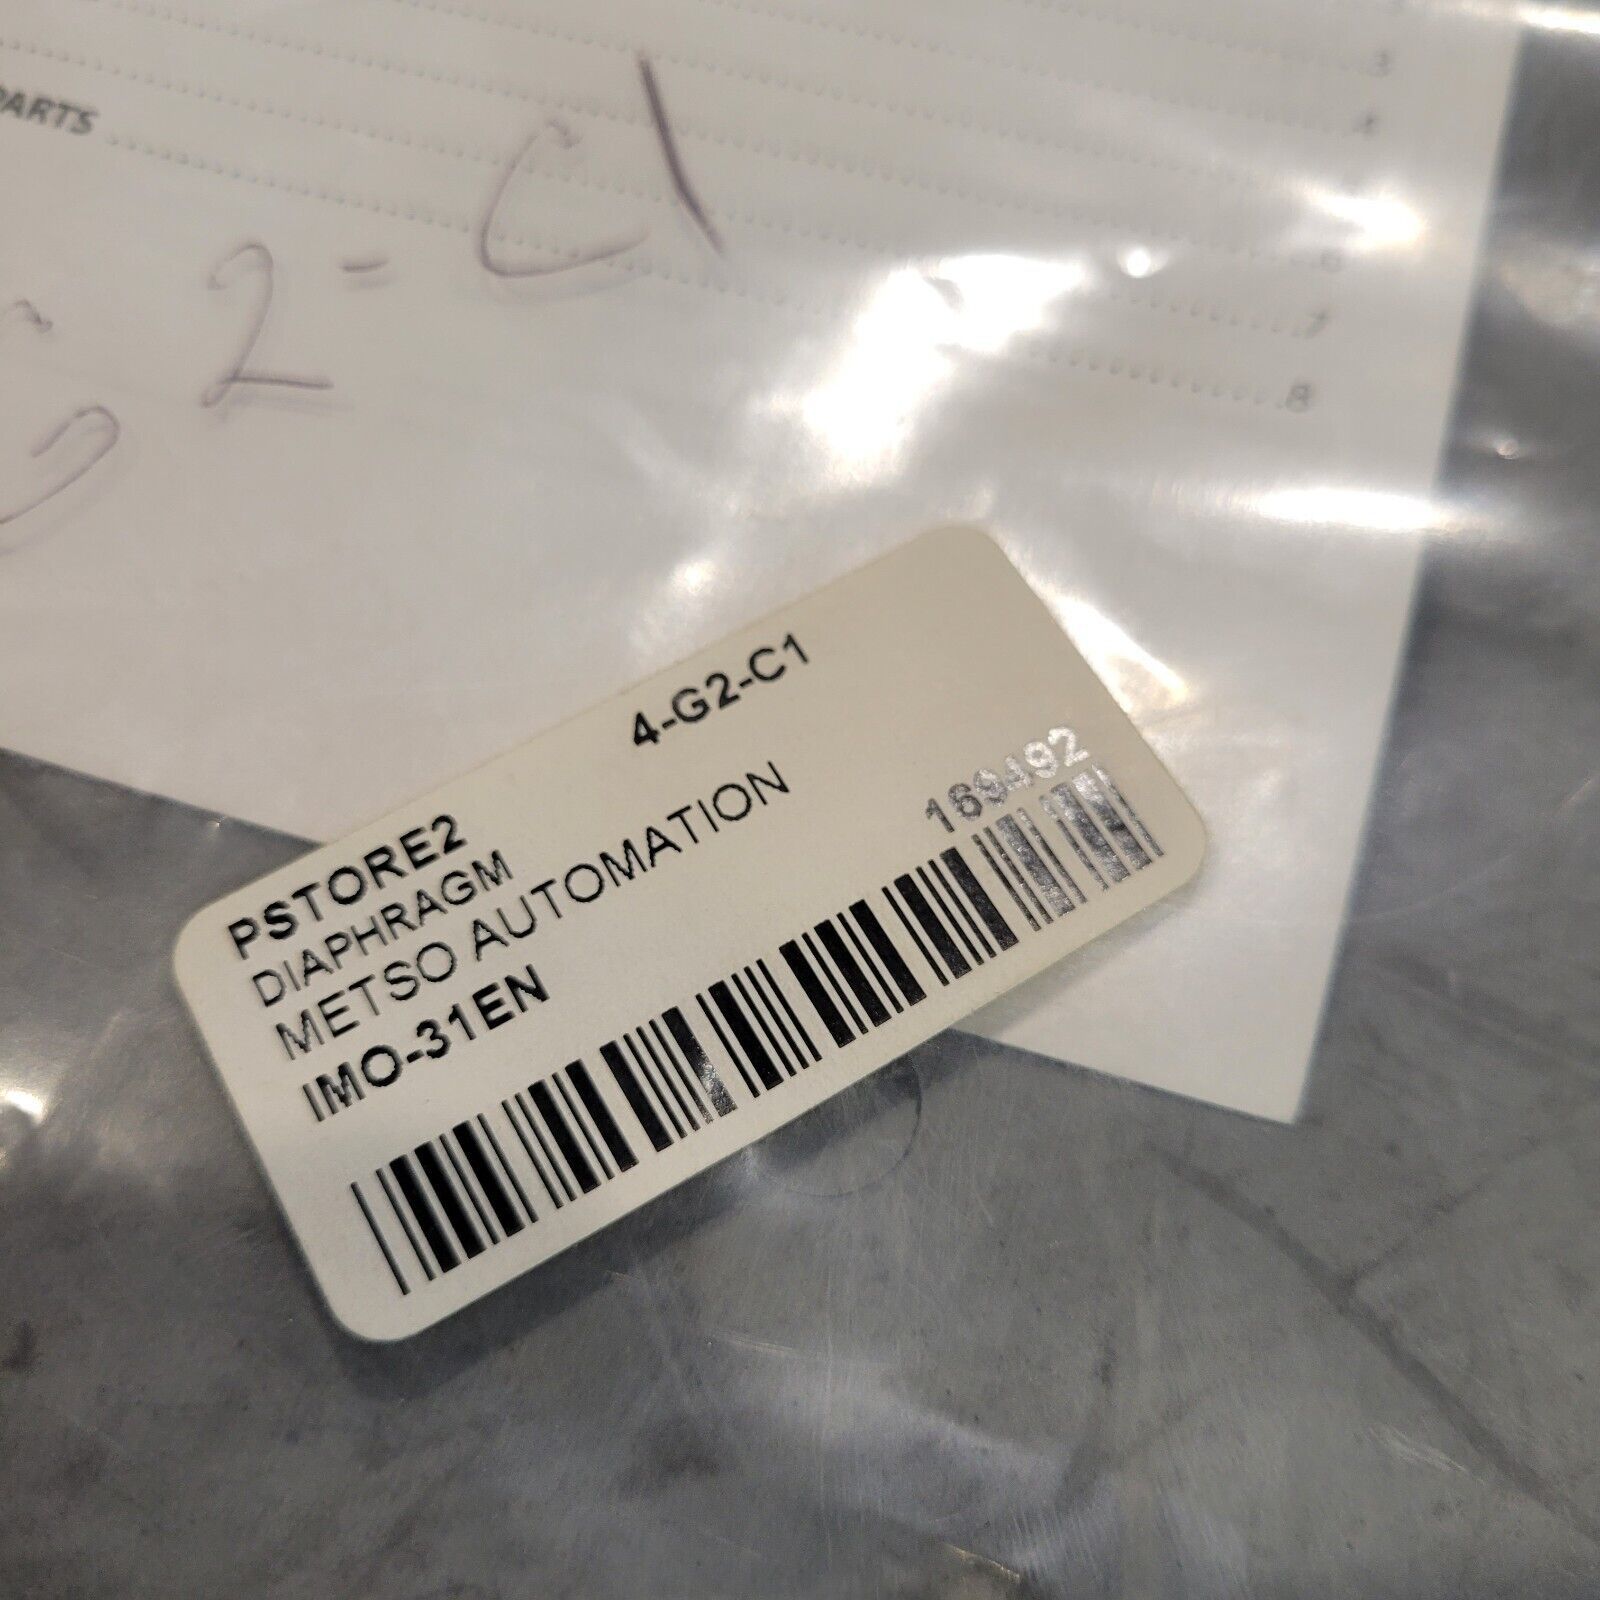 3
4
PARTS
6
7
8
G2-C1
4-G2-C1
PSTORE2
DIAPHRAGM
METSO AUTOMATION
IMO-31EN
169492